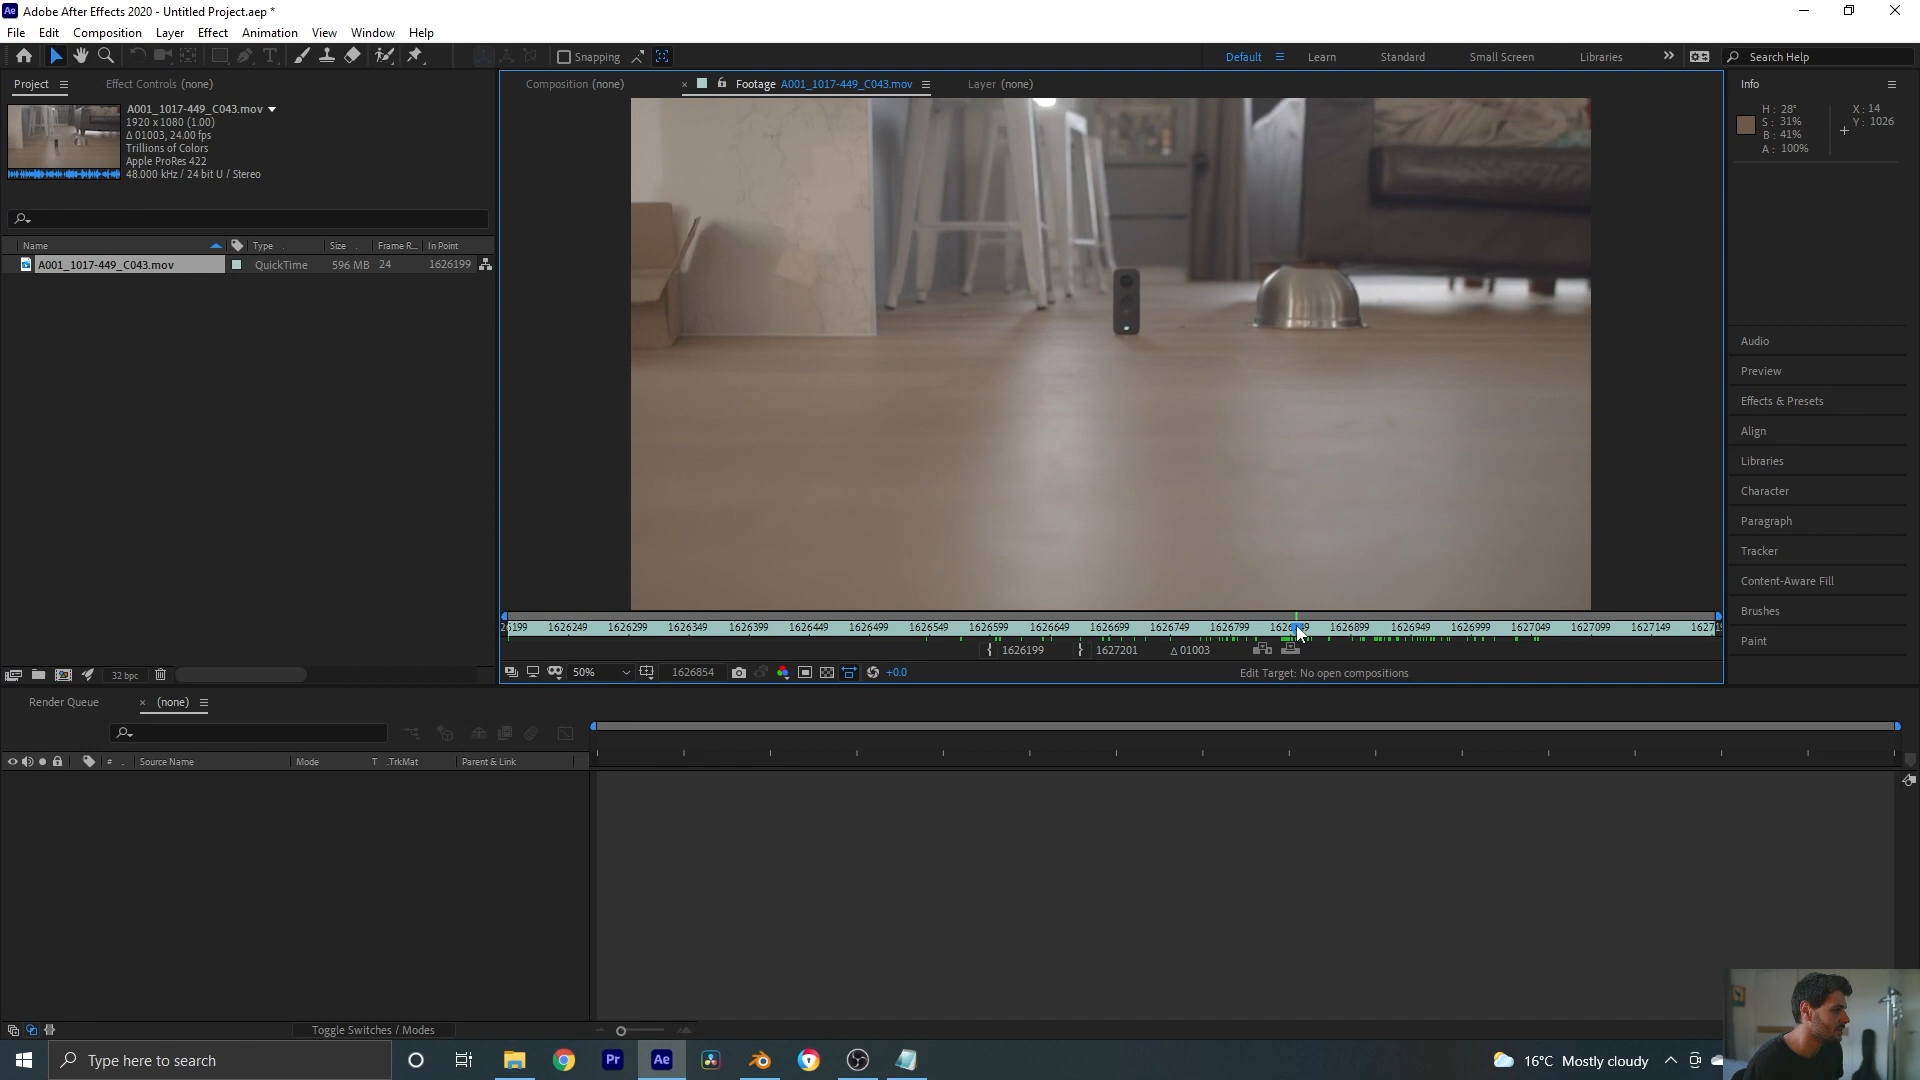 Adobe After Effects 2020 - Untitled Project.aep *
File Edit Composition Layer Effect Animation View Window Help
Snapping Default Learn Standard Small Screen Libraries Search Help
Project Effect Controls (none) Composition (none) Footage A001_1017-449_C043.mov Layer (none) Info
A001_1017-449_C043.mov
1920 x 1080 (1.00)
Δ 01003, 24.00 fps
Trillions of Colors
Apple ProRes 422
48.000 kHz / 24 bit U / Stereo
H: 28° X: 14
S: 31% Y: 1026
B: 41%
A: 100%
Name Type Size Frame R... In Point
A001_1017-449_C043.mov QuickTime 596 MB 24 1626199
Audio
Preview
Effects & Presets
Align
Libraries
Character
Paragraph
Tracker
Content-Aware Fill
Brushes
Paint
1626249 1626299 1626349 1626399 1626449 1626499 1626549 1626599 1626649 1626699 1626749 1626799 1626899 1626949 1626999 1627049 1627099 1627149
1626199 1627201 Δ 01003
32 bpc 50% 1626854 +0.0 Edit Target: No open compositions
Render Queue (none)
# Source Name Mode T .TrkMat Parent & Link
Toggle Switches / Modes
Type here to search Pr Ae 16°C Mostly cloudy